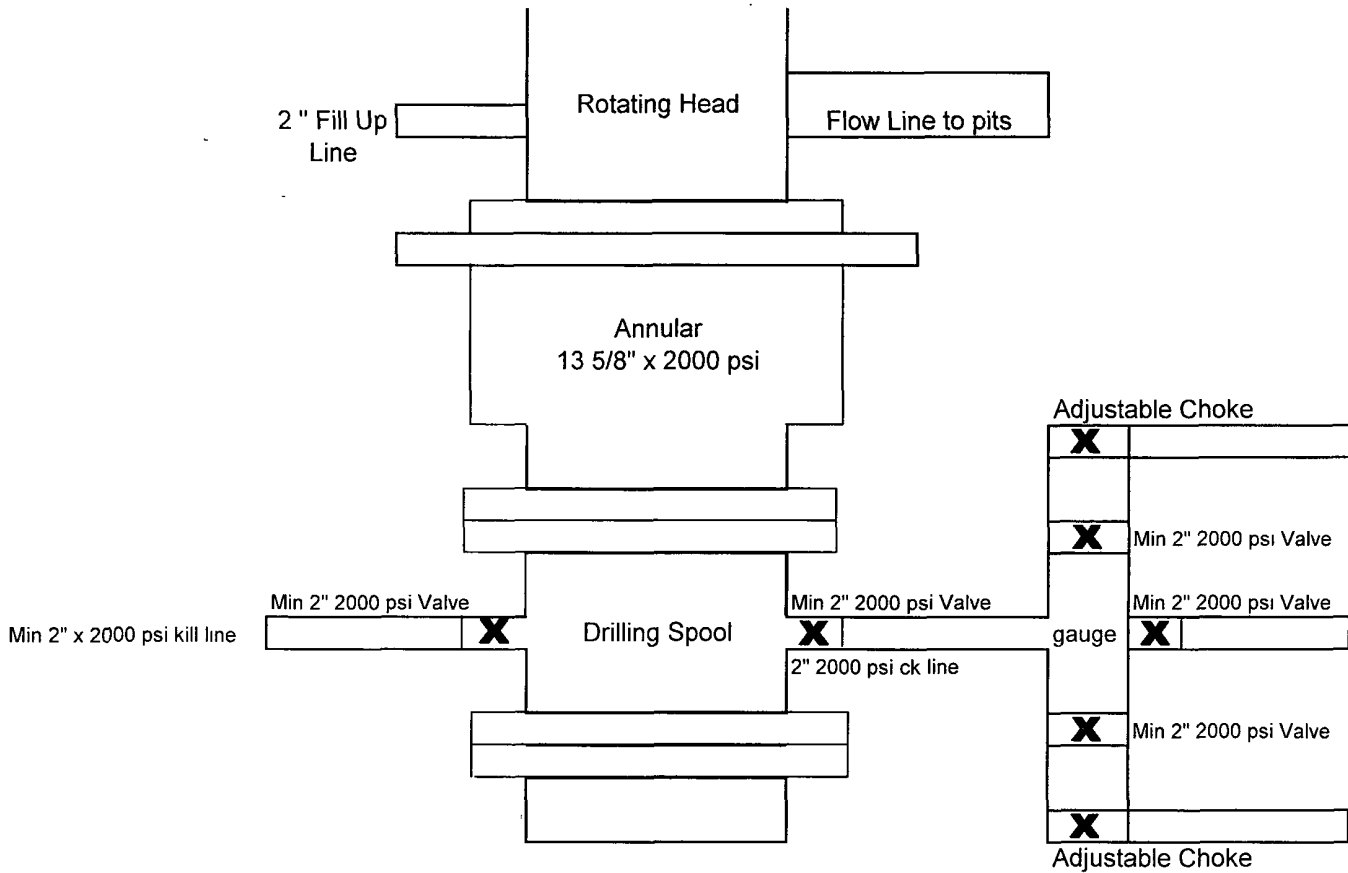 Rotating Head
2 " Fill Up
Line
Flow Line to pits
Annular
13 5/8" x 2000 psi
Adjustable Choke
X
X
Min 2" 2000 psi Valve
Min 2" 2000 psi Valve
Min 2" 2000 psi Valve
Min 2" 2000 psi Valve
Min 2" x 2000 psi kill line
X
Drilling Spool
X
gauge
X
2" 2000 psi ck line
X
Min 2" 2000 psi Valve
X
Adjustable Choke